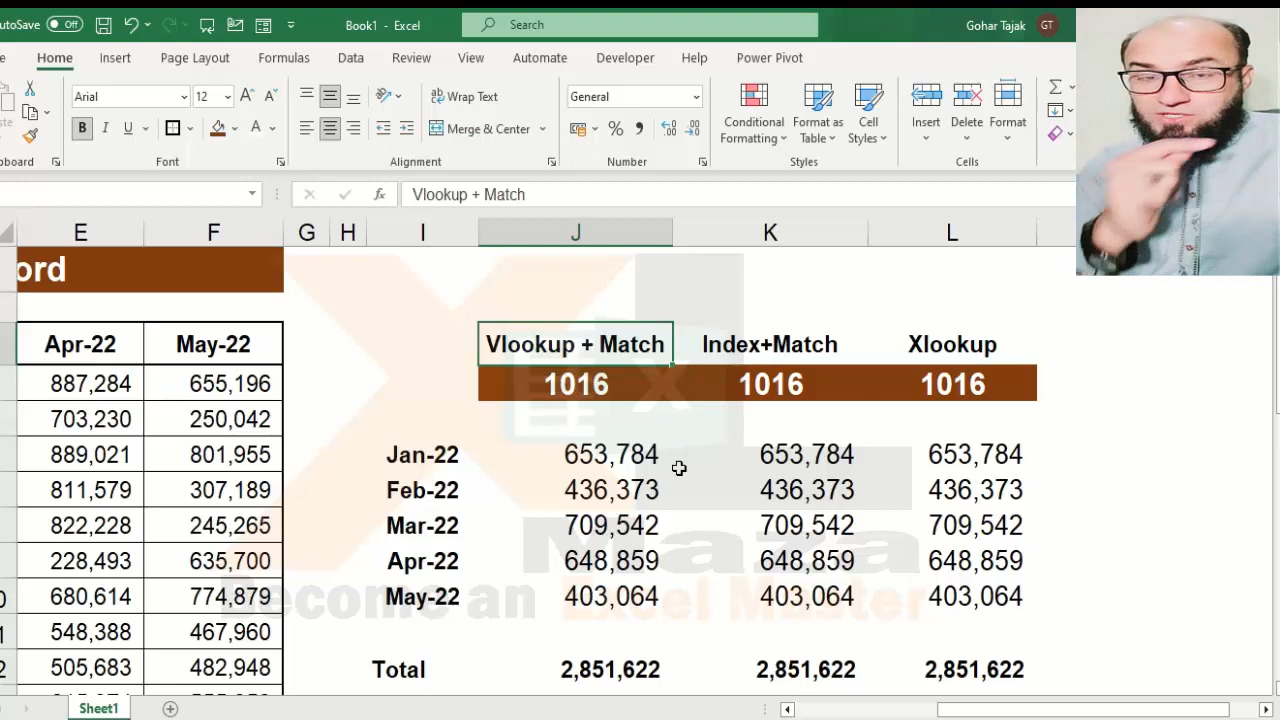 AutoSave Off
Book1 - Excel
Search
Gohar Tajak GT
Home Insert Page Layout Formulas Data Review View Automate Developer Help Power Pivot
Arial 12
Wrap Text
General
B I U
Merge & Center
Conditional Formatting
Format as Table
Cell Styles
Insert Delete Format
Font Alignment Number Styles Cells
fx Vlookup + Match
E F G H I J K L
ord
Apr-22 May-22 Vlookup + Match Index+Match Xlookup
887,284 655,196 1016 1016 1016
703,230 250,042
889,021 801,955 Jan-22 653,784 653,784 653,784
811,579 307,189 Feb-22 436,373 436,373 436,373
822,228 245,265 Mar-22 709,542 709,542 709,542
228,493 635,700 Apr-22 648,859 648,859 648,859
680,614 774,879 May-22 403,064 403,064 403,064
548,388 467,960
505,683 482,948 Total 2,851,622 2,851,622 2,851,622
Maza
Become an Excel Master
Sheet1